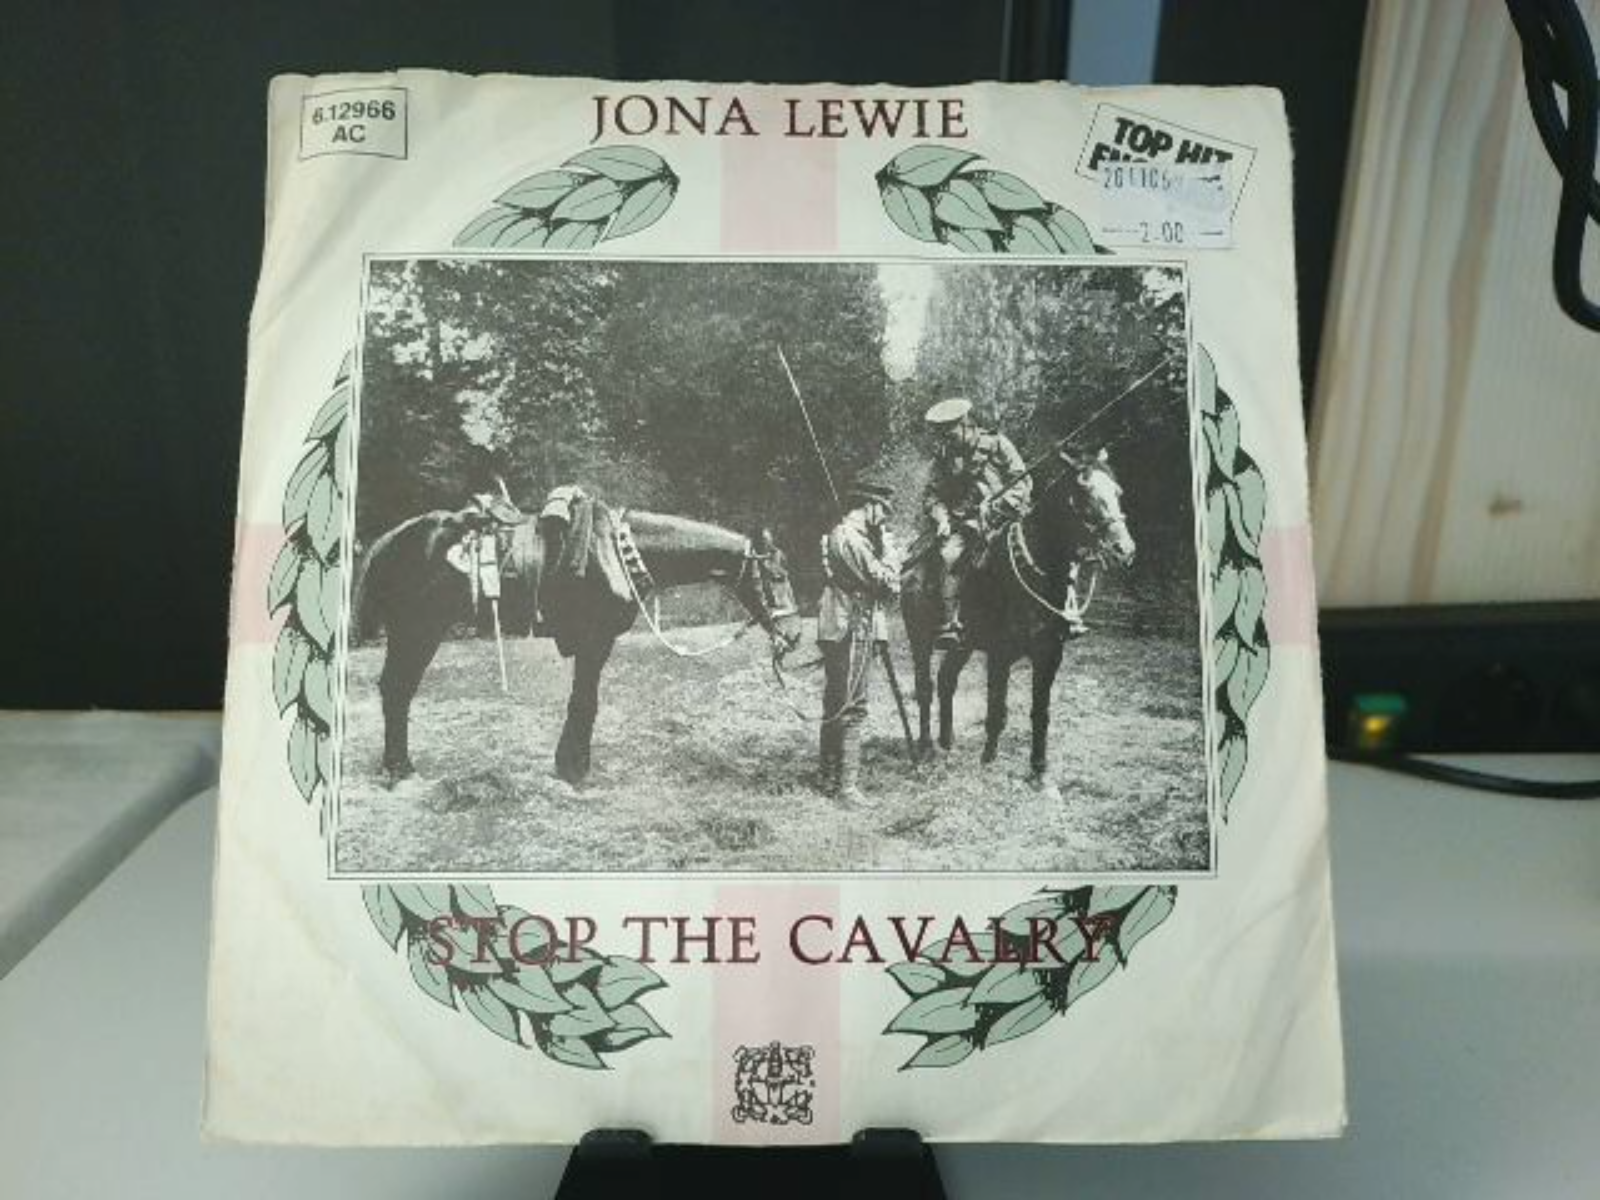 6.12966
AC
JONA LEWIE
TOP HIT
2.00
STOP THE CAVALRY